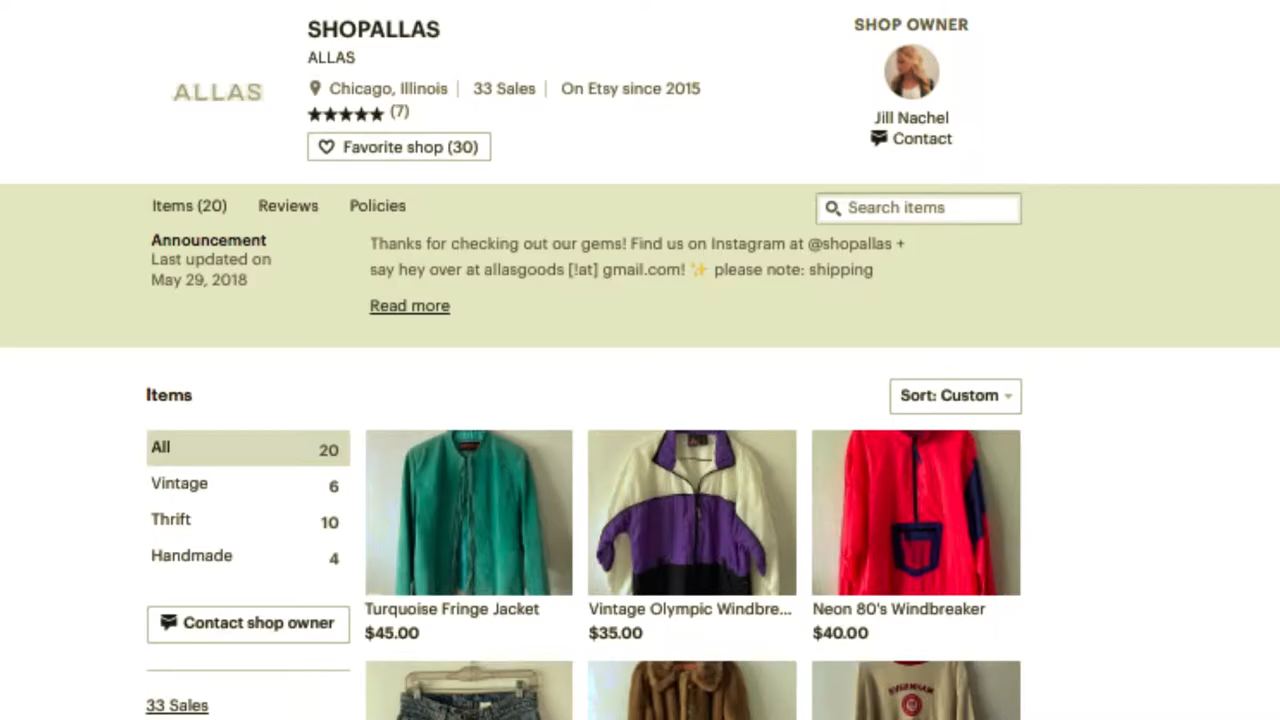 SHOPALLAS
ALLAS
ALLAS
Chicago, Illinois
33 Sales
On Etsy since 2015
(7)
Favorite shop (30)
SHOP OWNER
Jill Nachel
Contact
Items (20)
Reviews
Policies
Search items
Announcement
Last updated on
May 29, 2018
Thanks for checking out our gems! Find us on Instagram at @shopallas +
say hey over at allasgoods [!at] gmail.com! ✨ please note: shipping
Read more
Items
Sort: Custom
All 20
Vintage 6
Thrift 10
Handmade 4
Contact shop owner
33 Sales
Turquoise Fringe Jacket
$45.00
Vintage Olympic Windbre...
$35.00
Neon 80's Windbreaker
$40.00